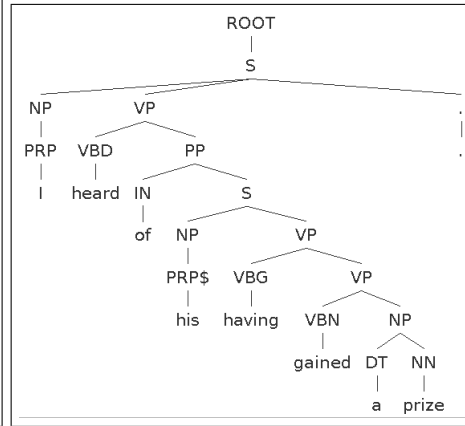 ROOT
S
NP VP .
PRP VBD PP .
I heard IN S
of NP VP
PRP$ VBG VP
his having VBN NP
gained DT NN
a prize